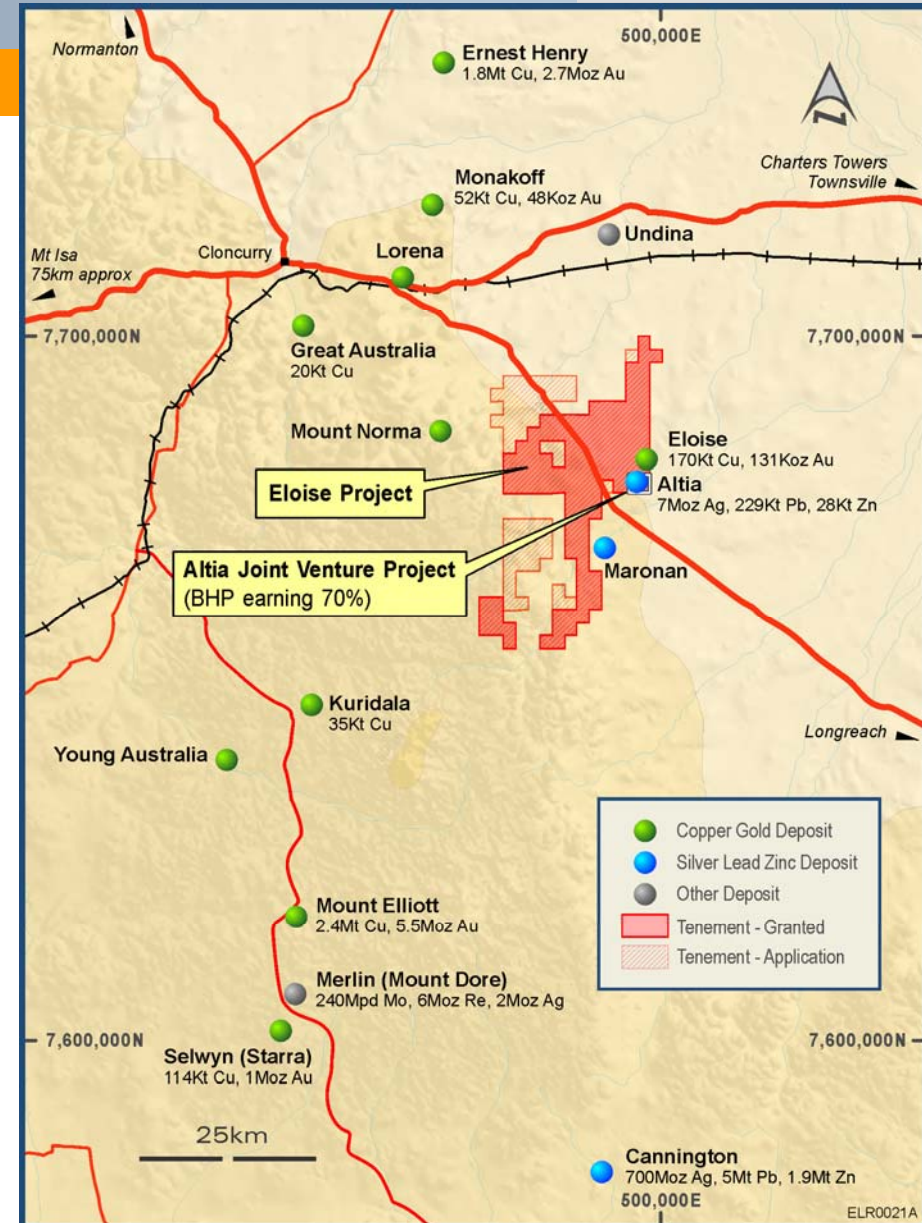 500,000E
Normanton
Ernest Henry
1.8Mt Cu, 2.7Moz Au
N
Charters Towers
Townsville
Monakoff
52Kt Cu, 48Koz Au
Undina
Cloncurry
Mt Isa
75km approx
Lorena
7,700,000N
7,700,000N
Great Australia
20Kt Cu
Mount Norma
Eloise
170Kt Cu, 131Koz Au
Eloise Project
Altia
7Moz Ag, 229Kt Pb, 28Kt Zn
Altia Joint Venture Project
(BHP earning 70%)
Maronan
Kuridala
35Kt Cu
Longreach
Young Australia
Copper Gold Deposit
Silver Lead Zinc Deposit
Other Deposit
Tenement - Granted
Tenement - Application
Mount Elliott
2.4Mt Cu, 5.5Moz Au
Merlin (Mount Dore)
240Mpd Mo, 6Moz Re, 2Moz Ag
7,600,000N
7,600,000N
Selwyn (Starra)
114Kt Cu, 1Moz Au
25km
Cannington
700Moz Ag, 5Mt Pb, 1.9Mt Zn
500,000E
ELR0021A